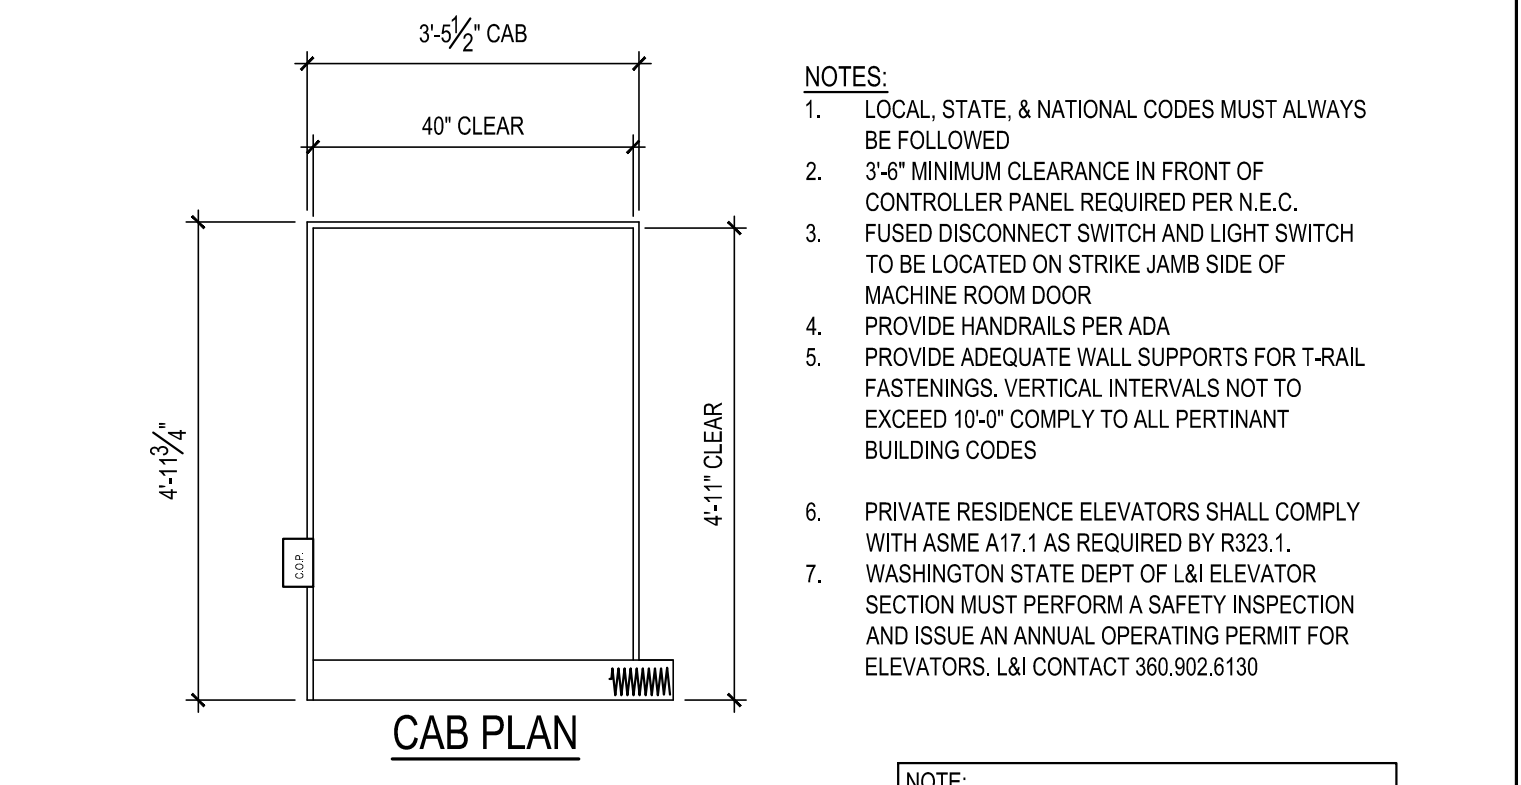 3'-5½" CAB
40" CLEAR
4'-11¾"
4'-11" CLEAR
C.O.P.
CAB PLAN
NOTES:
1. LOCAL, STATE, & NATIONAL CODES MUST ALWAYS
BE FOLLOWED
2. 3'-6" MINIMUM CLEARANCE IN FRONT OF
CONTROLLER PANEL REQUIRED PER N.E.C.
3. FUSED DISCONNECT SWITCH AND LIGHT SWITCH
TO BE LOCATED ON STRIKE JAMB SIDE OF
MACHINE ROOM DOOR
4. PROVIDE HANDRAILS PER ADA
5. PROVIDE ADEQUATE WALL SUPPORTS FOR T-RAIL
FASTENINGS. VERTICAL INTERVALS NOT TO
EXCEED 10'-0" COMPLY TO ALL PERTINANT
BUILDING CODES
6. PRIVATE RESIDENCE ELEVATORS SHALL COMPLY
WITH ASME A17.1 AS REQUIRED BY R323.1.
7. WASHINGTON STATE DEPT OF L&I ELEVATOR
SECTION MUST PERFORM A SAFETY INSPECTION
AND ISSUE AN ANNUAL OPERATING PERMIT FOR
ELEVATORS. L&I CONTACT 360.902.6130
NOTE: